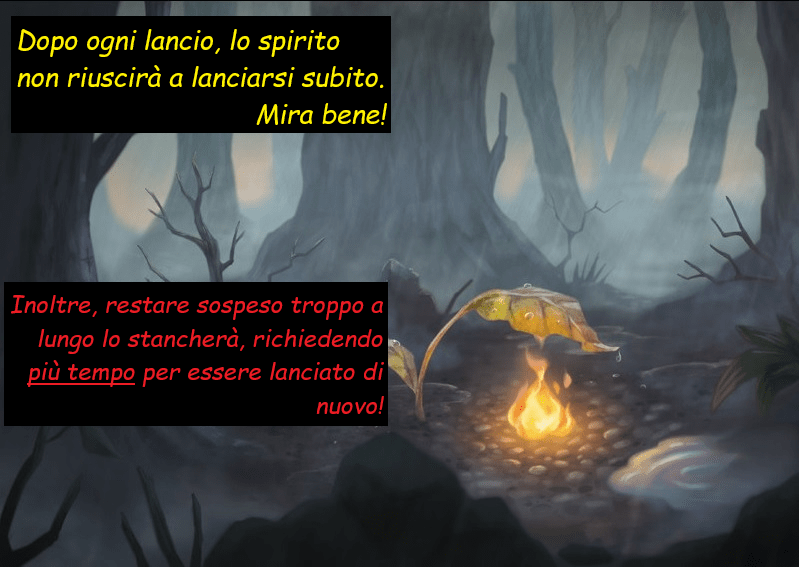 Dopo ogni lancio, lo spirito
non riuscirà a lanciarsi subito.
Mira bene!
Inoltre, restare sospeso troppo a
lungo lo stancherà, richiedendo
più tempo per essere lanciato di
nuovo!